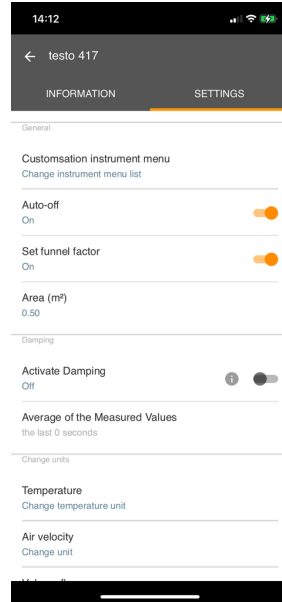 14:12
testo 417
INFORMATION SETTINGS
General
Customsation instrument menu
Change instrument menu list
Auto-off
On
Set funnel factor
On
Area (m²)
0.50
Damping
Activate Damping
Off
Average of the Measured Values
the last 0 seconds
Change units
Temperature
Change temperature unit
Air velocity
Change unit